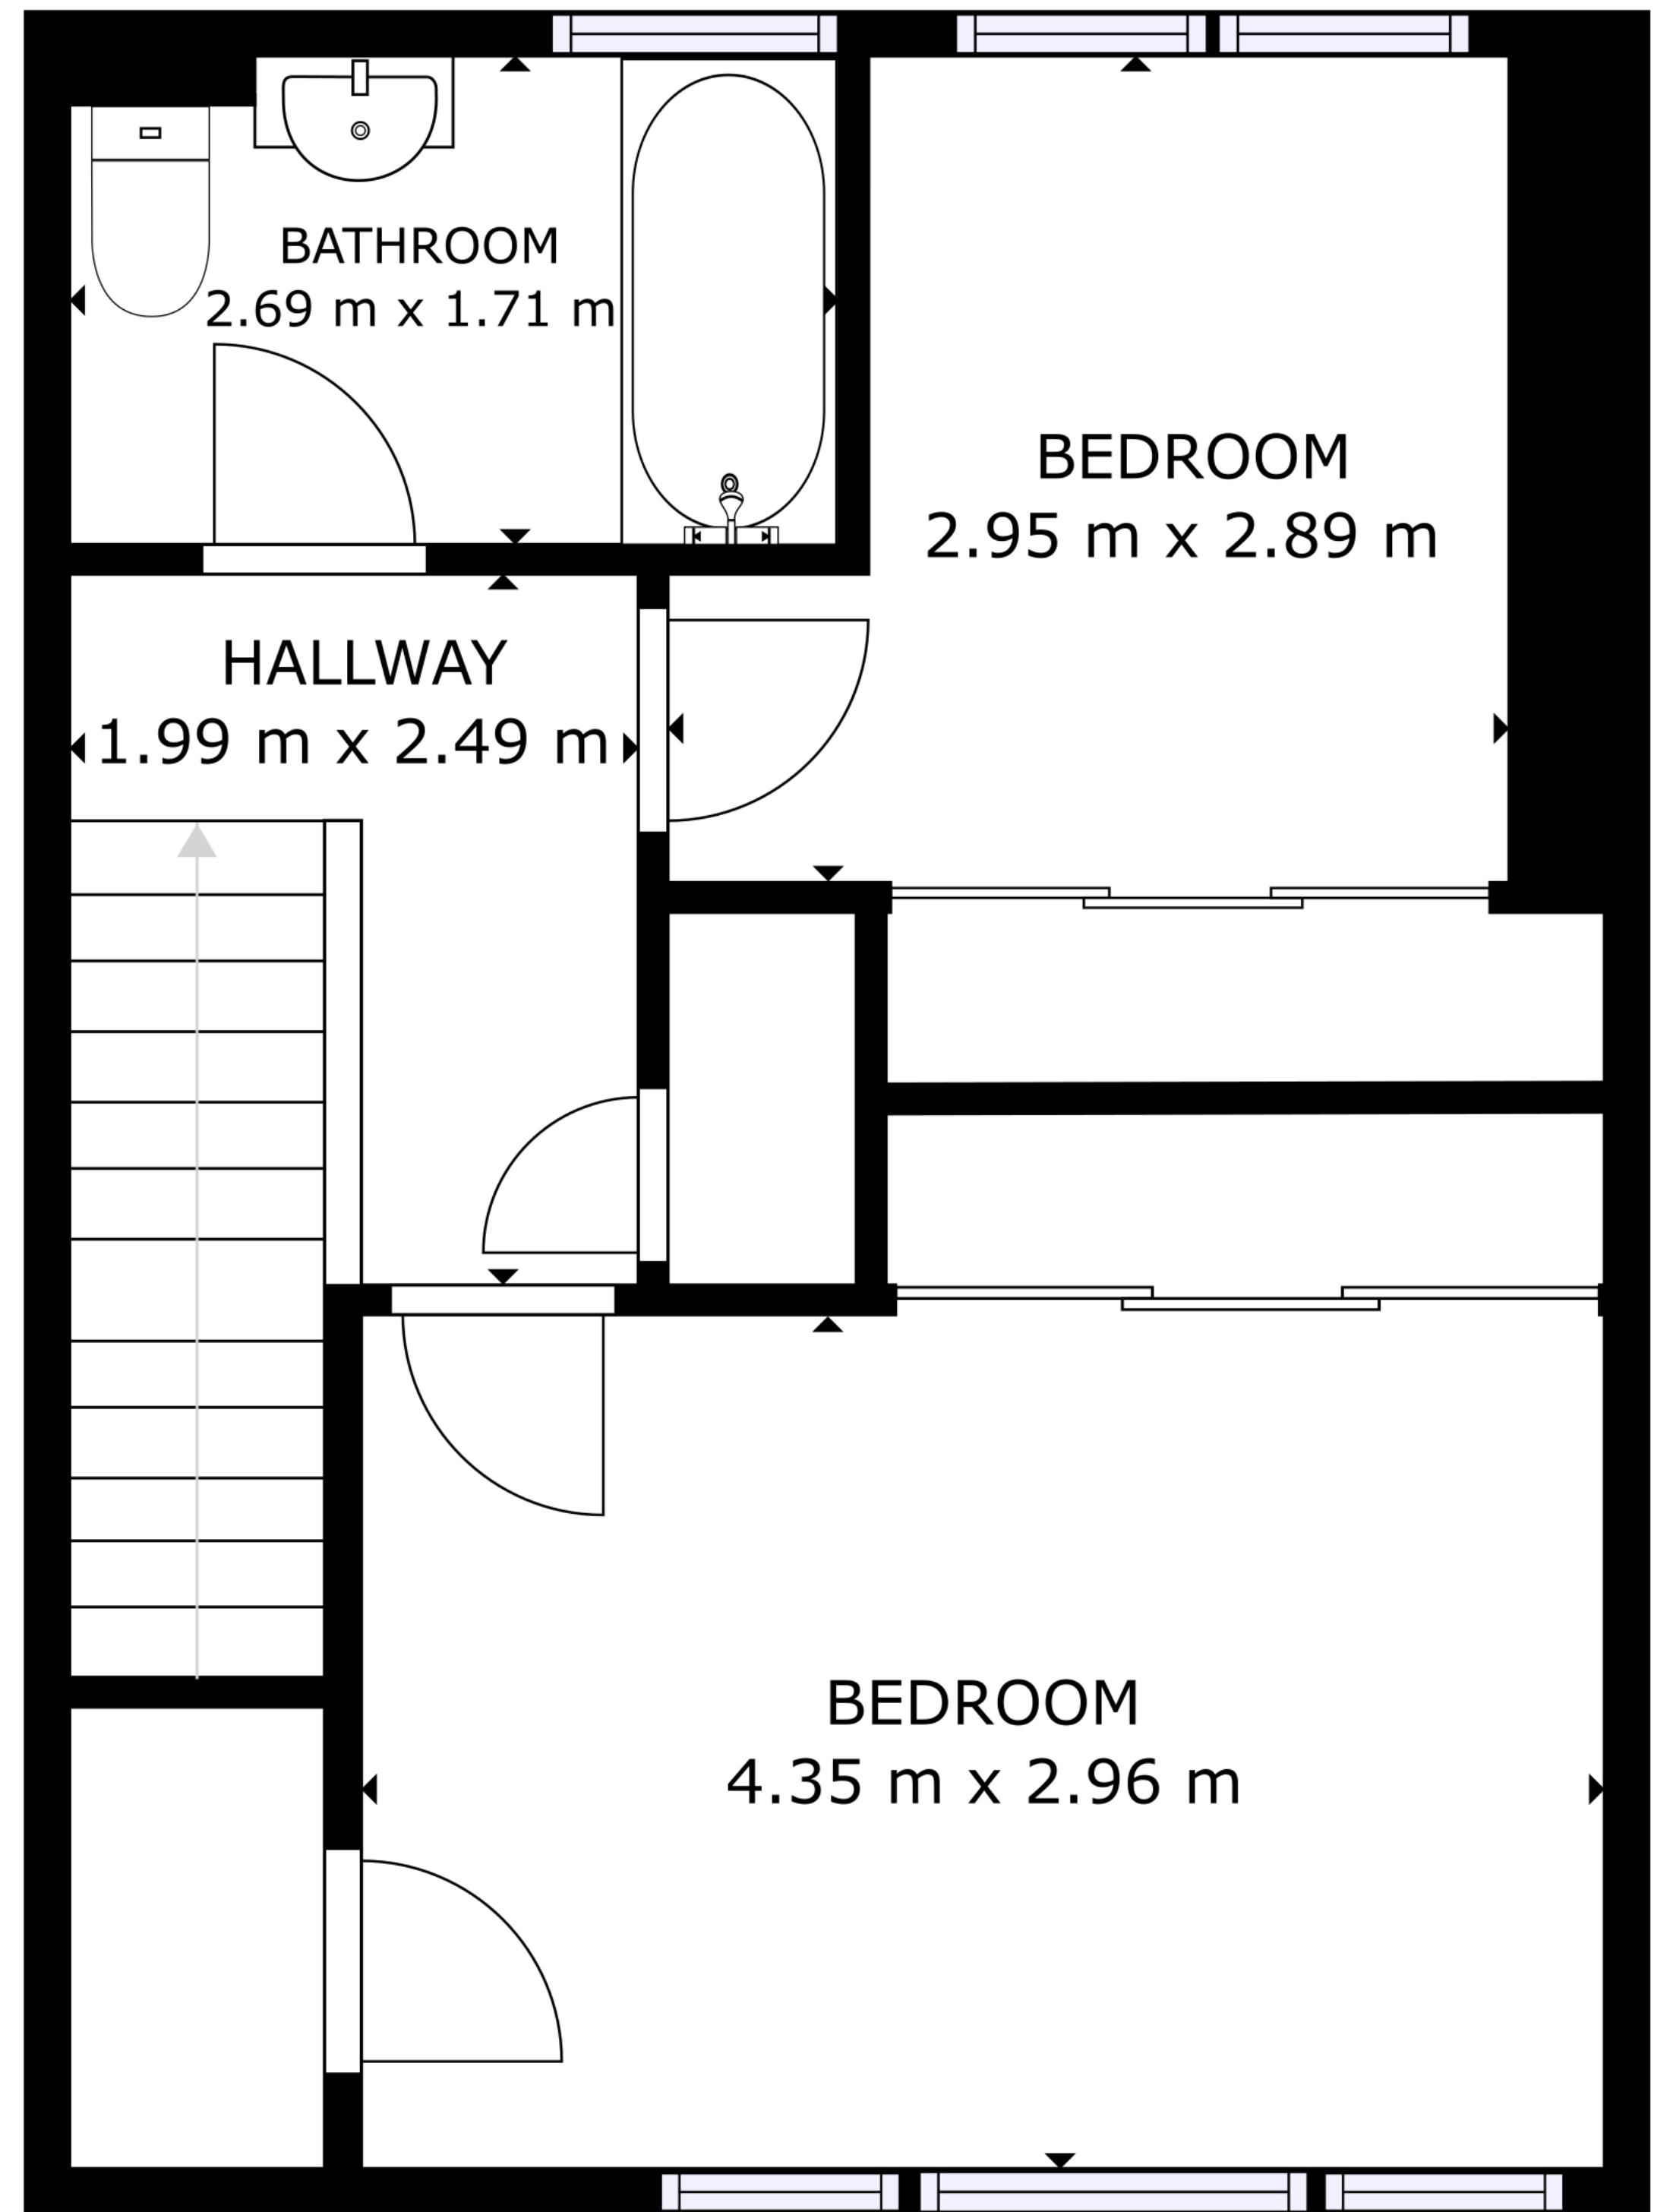 BATHROOM
2.69 m x 1.71 m
BEDROOM
2.95 m x 2.89 m
HALLWAY
1.99 m x 2.49 m
BEDROOM
4.35 m x 2.96 m